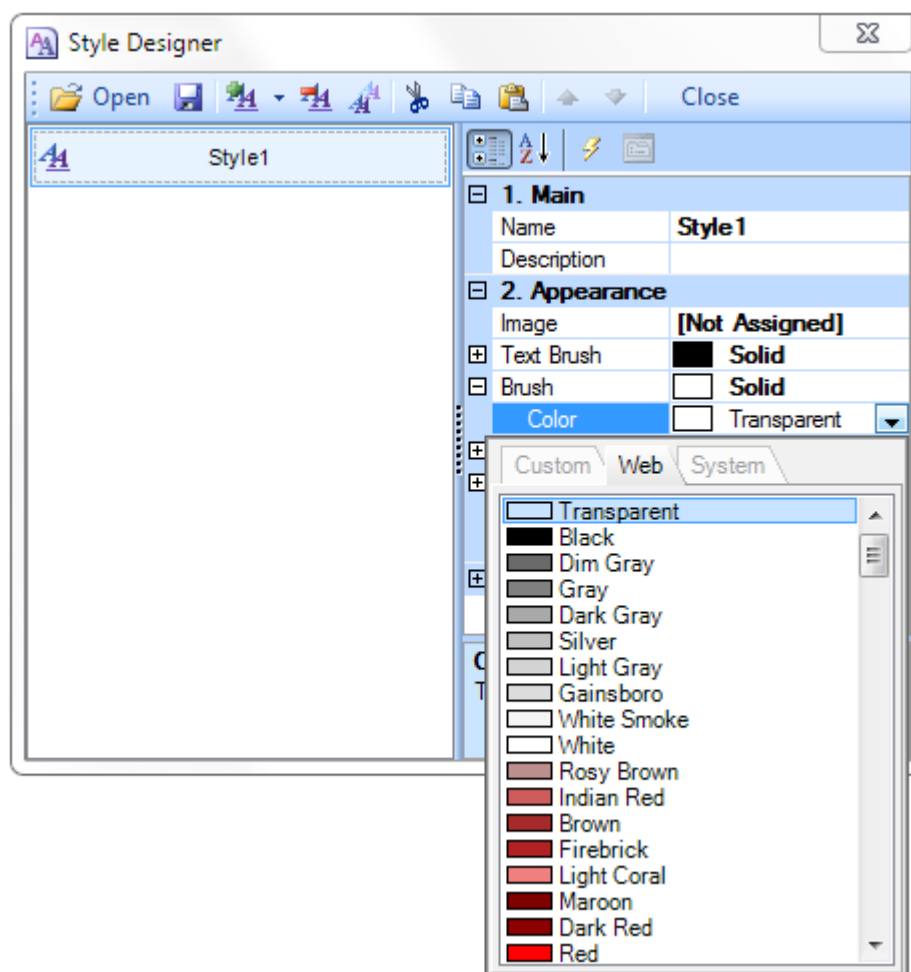 Style Designer
Open Close
Style1
1. Main
Name Style1
Description
2. Appearance
Image [Not Assigned]
Text Brush Solid
Brush Solid
Color Transparent
Custom Web System
Transparent
Black
Dim Gray
Gray
Dark Gray
Silver
Light Gray
Gainsboro
White Smoke
White
Rosy Brown
Indian Red
Brown
Firebrick
Light Coral
Maroon
Dark Red
Red